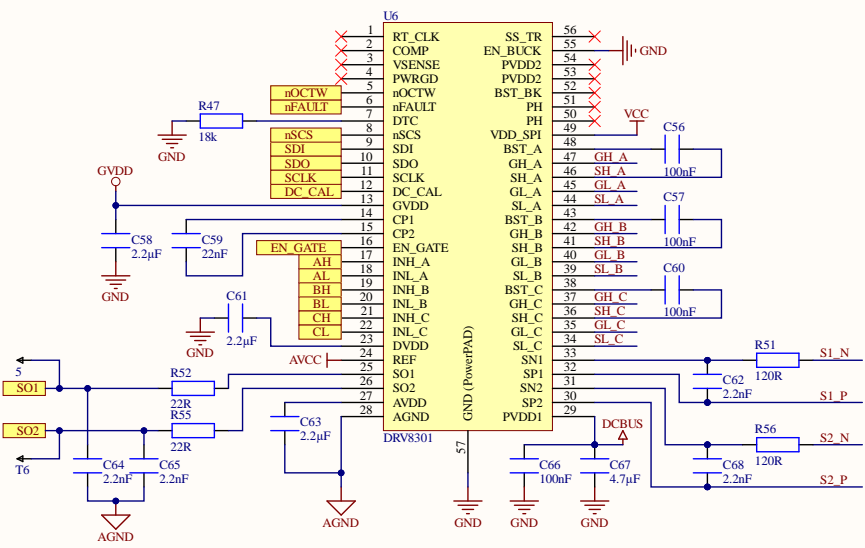 U6
1 RT_CLK SS_TR 56
2 COMP EN_BUCK 55 GND
3 VSENSE PVDD2 54
4 PWRGD PVDD2 53
nOCTW 5 nOCTW BST_BK 52
nFAULT 6 nFAULT PH 51
R47 18k GND 7 DTC PH 50
nSCS 8 nSCS VDD_SPI 49 VCC
SDI 9 SDI BST_A 48 C56 100nF
SDO 10 SDO GH_A 47 GH_A
SCLK 11 SCLK SH_A 46 SH_A
DC_CAL 12 DC_CAL GL_A 45 GL_A
GVDD 13 GVDD SL_A 44 SL_A
C58 2.2μF GND
C59 22nF
14 CP1 BST_B 43 C57 100nF
15 CP2 GH_B 42 GH_B
EN_GATE 16 EN_GATE SH_B 41 SH_B
AH 17 INH_A GL_B 40 GL_B
AL 18 INL_A SL_B 39 SL_B
BH 19 INH_B BST_C 38 C60 100nF
BL 20 INL_B GH_C 37 GH_C
CH 21 INH_C SH_C 36 SH_C
CL 22 INL_C GL_C 35 GL_C
C61 2.2μF GND 23 DVDD SL_C 34 SL_C
AVCC 24 REF SN1 33 R51 120R S1_N
5
SO1 R52 22R 25 SO1 SP1 32 C62 2.2nF S1_P
SO2 R55 22R 26 SO2 SN2 31 R56 120R S2_N
T6
27 AVDD SP2 30 C68 2.2nF S2_P
28 AGND PVDD1 29 DCBUS
GND (PowerPAD) 57
DRV8301
C63 2.2μF
C64 2.2nF
C65 2.2nF
C66 100nF
C67 4.7μF
AGND
AGND
GND
GND
GND